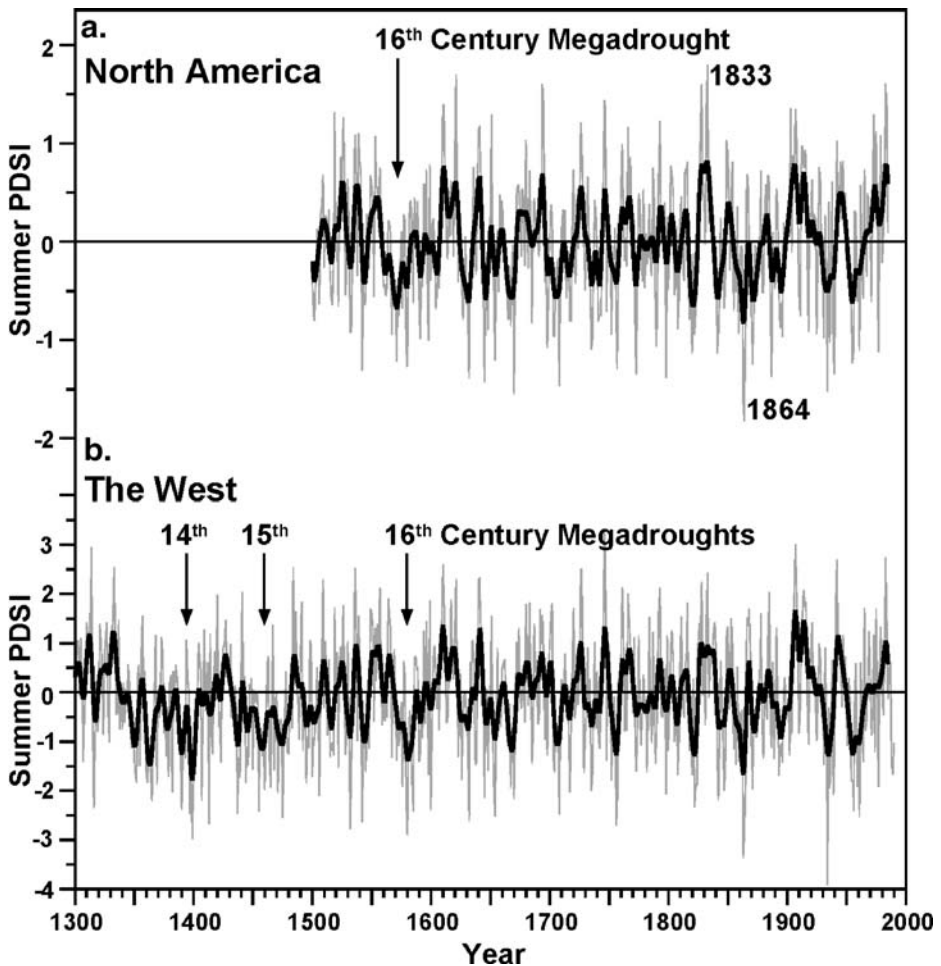 a.
North America
16th Century Megadrought
1833
1864
Summer PDSI
2
1
0
-1
-2
b.
The West
14th
15th
16th Century Megadroughts
Summer PDSI
3
2
1
0
-1
-2
-3
-4
1300 1400 1500 1600 1700 1800 1900 2000
Year